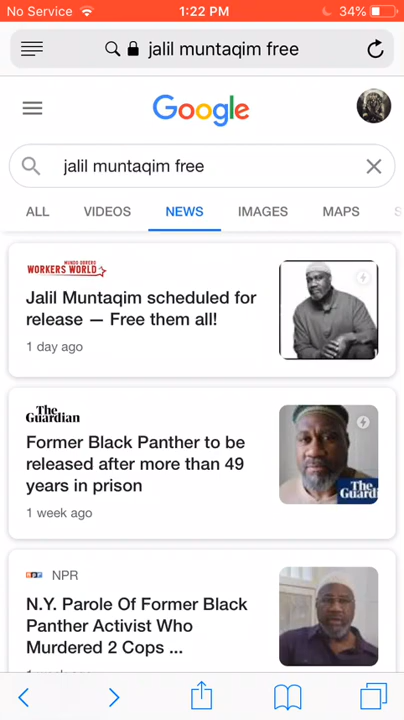 No Service 1:22 PM 34%
jalil muntaqim free
Google
jalil muntaqim free
ALL VIDEOS NEWS IMAGES MAPS
MUNDO OBRERO
WORKERS WORLD
Jalil Muntaqim scheduled for
release — Free them all!
1 day ago
The
Guardian
Former Black Panther to be
released after more than 49
years in prison
1 week ago
The
Guard
npr NPR
N.Y. Parole Of Former Black
Panther Activist Who
Murdered 2 Cops ...